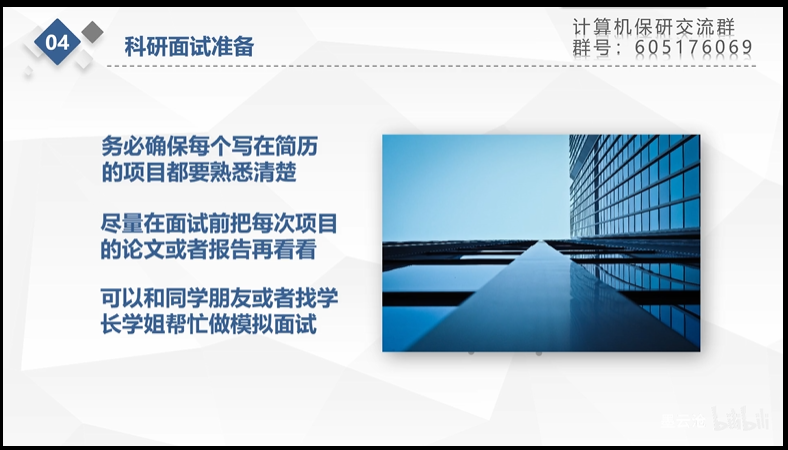 04
科研面试准备
计算机保研交流群
群号：605176069
务必确保每个写在简历
的项目都要熟悉清楚
尽量在面试前把每次项目
的论文或者报告再看看
可以和同学朋友或者找学
长学姐帮忙做模拟面试
bilibili